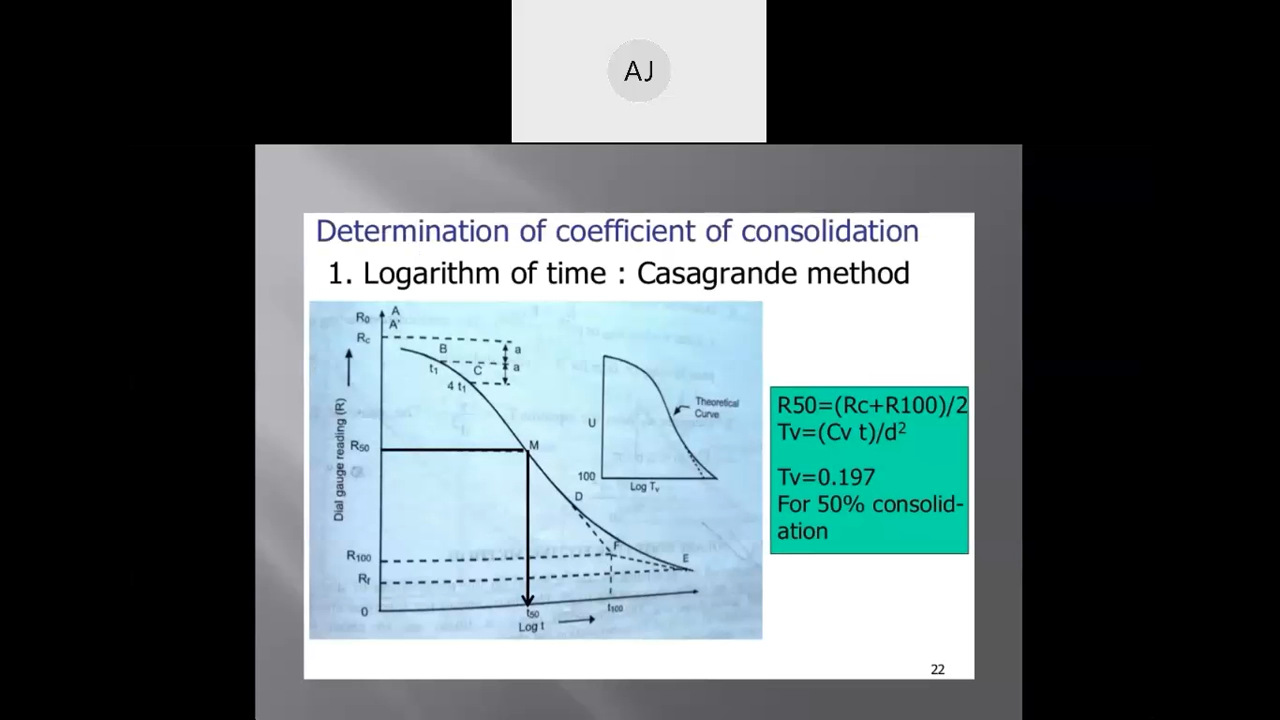 AJ
Determination of coefficient of consolidation
1. Logarithm of time : Casagrande method
R₀
A
A'
Rc
B
a
t₁
C
a
4 t₁
Theoretical
Curve
U
100
Log Tᵥ
Dial gauge reading (R)
R₅₀
M
D
F
E
R₁₀₀
Rf
0
t₅₀
t₁₀₀
Log t
R50=(Rc+R100)/2
Tv=(Cv t)/d²
Tv=0.197
For 50% consolid-
ation
22